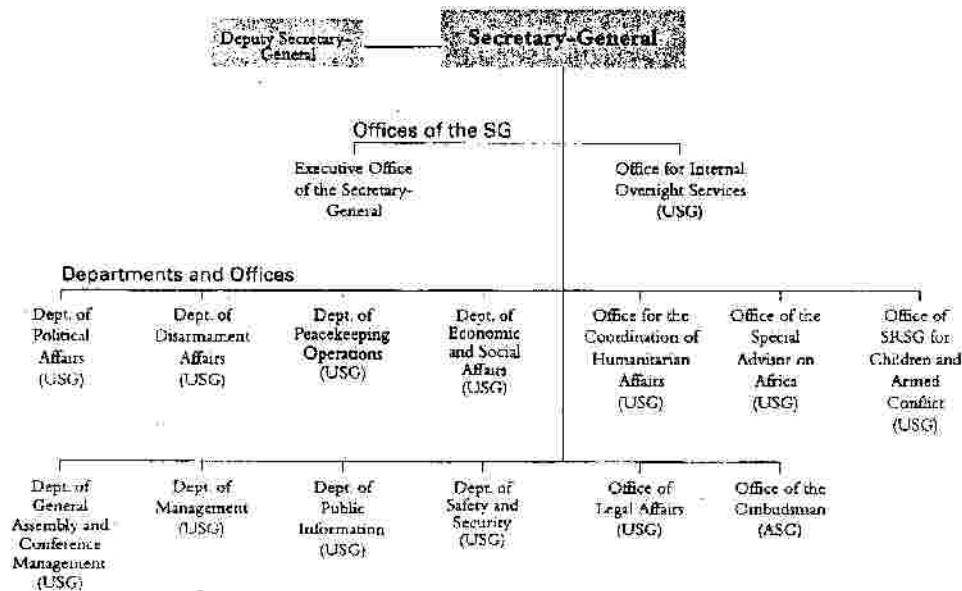 Deputy Secretary-
General
Secretary-General
Offices of the SG
Executive Office
of the Secretary-
General
Office for Internal
Overnight Services
(USG)
Departments and Offices
Dept. of
Political
Affairs
(USG)
Dept. of
Disarmament
Affairs
(USG)
Dept. of
Peacekeeping
Operations
(USG)
Dept. of
Economic
and Social
Affairs
(USG)
Office for the
Coordination of
Humanitarian
Affairs
(USG)
Office of the
Special
Advisor on
Africa
(USG)
Office of
SRSG for
Children and
Armed
Conflict
(USG)
Dept. of
General
Assembly and
Conference
Management
(USG)
Dept. of
Management
(USG)
Dept. of
Public
Information
(USG)
Dept. of
Safety and
Security
(USG)
Office of
Legal Affairs
(USG)
Office of the
Ombudsman
(ASG)